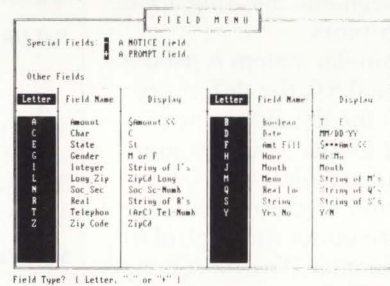 FIELD MENU
Special Fields: A NOTICE field
+ A PROMPT field
Other Fields
Letter Field Name Display Letter Field Name Display
A Amount $Amount << B Boolean T F
C Char C D Date MM/DD/YY
E State St F Amt Fill $***Amt <<
G Gender M or F H Hour Hr:Mn
I Integer String of I's J Month Month
L Long Zip ZipCd Long M Memo String of M's
N Soc_Sec Soc Sc-Numb Q Real String of Q's
R Real String of R's S String String of S's
T Telephon (ArC) Tel Numb Y Yes No Y/N
Z Zip Code ZipCd
Field Type? ( Letter, " " or "+" )